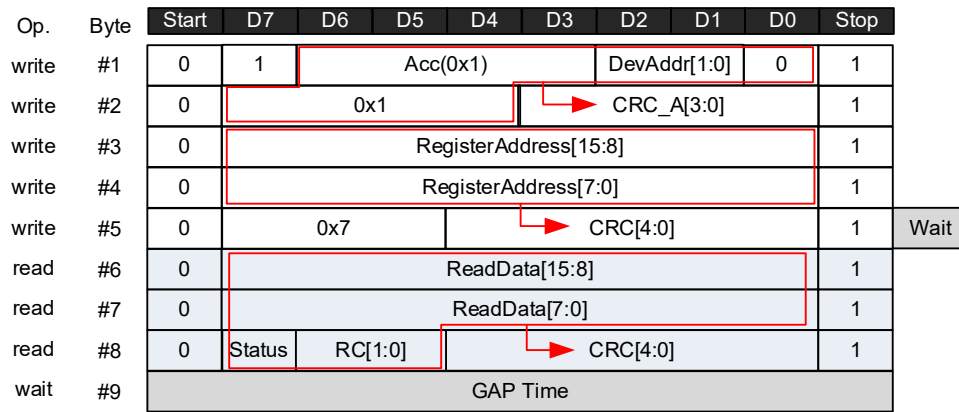 Op. Byte Start D7 D6 D5 D4 D3 D2 D1 D0 Stop
write #1 0 1 Acc(0x1) DevAddr[1:0] 0 1
write #2 0 0x1 CRC_A[3:0] 1
write #3 0 RegisterAddress[15:8] 1
write #4 0 RegisterAddress[7:0] 1
write #5 0 0x7 CRC[4:0] 1 Wait
read #6 0 ReadData[15:8] 1
read #7 0 ReadData[7:0] 1
read #8 0 Status RC[1:0] CRC[4:0] 1
wait #9 GAP Time